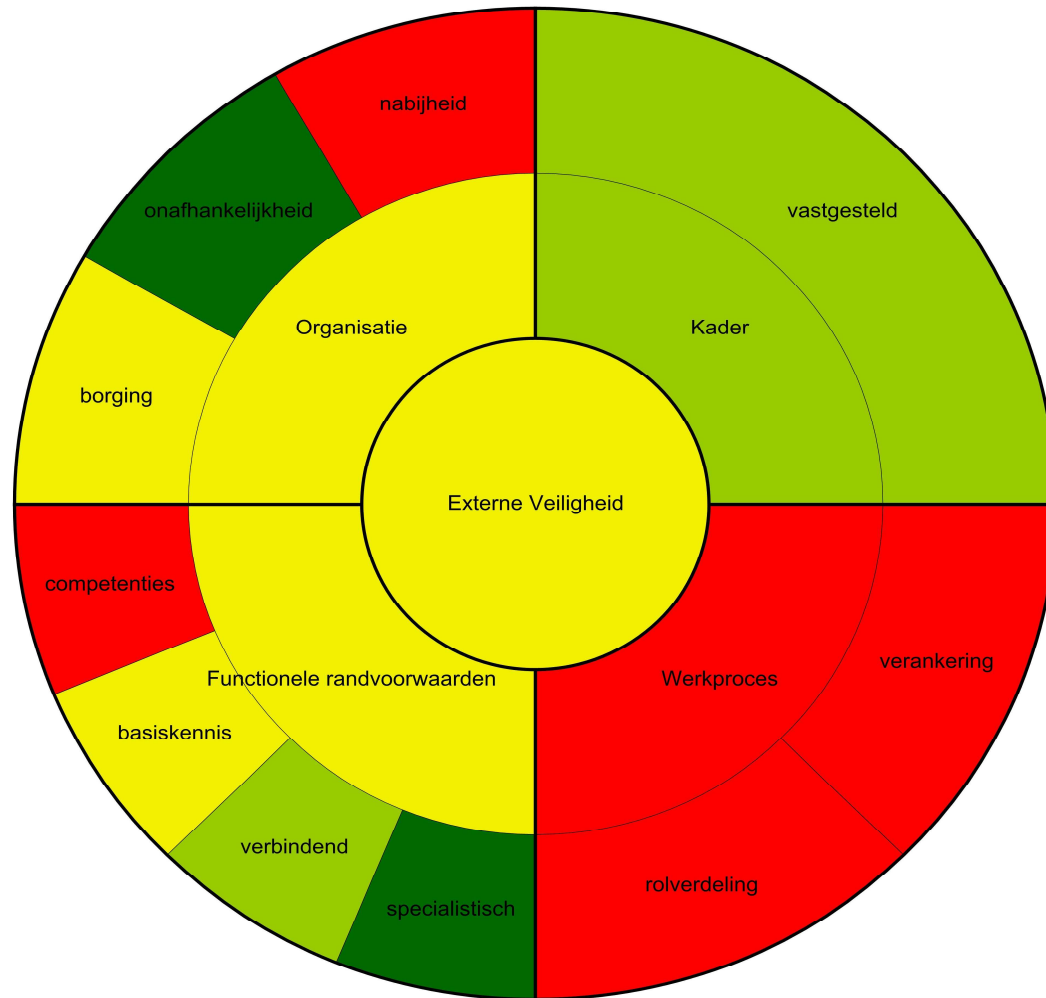 nabijheid
onafhankelijkheid
vastgesteld
Organisatie
Kader
borging
Externe Veiligheid
competenties
verankering
Functionele randvoorwaarden
Werkproces
basiskennis
verbindend
rolverdeling
specialistisch